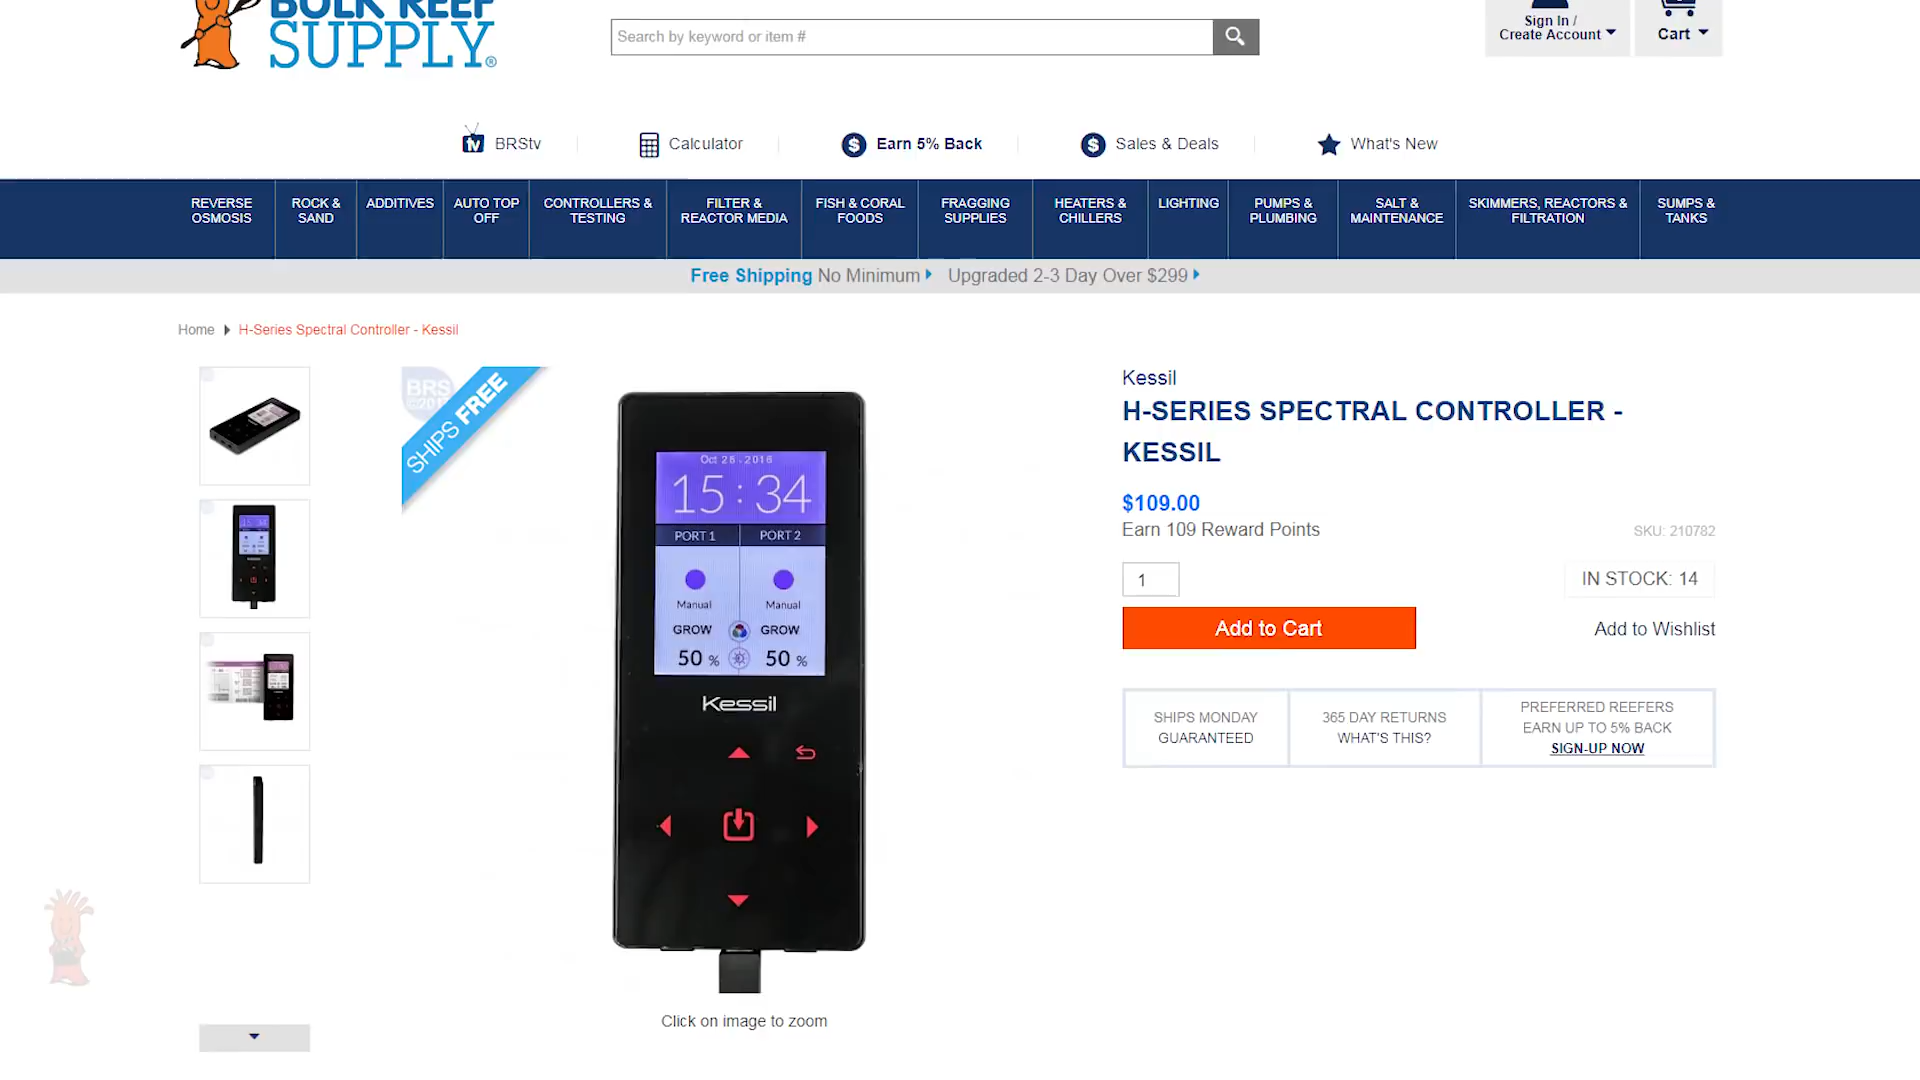 BULK REEF
SUPPLY®
Search by keyword or item #
Sign In /
Create Account
Cart
tv BRStv
Calculator
$ Earn 5% Back
$ Sales & Deals
What's New
REVERSE
OSMOSIS
ROCK &
SAND
ADDITIVES
AUTO TOP
OFF
CONTROLLERS &
TESTING
FILTER &
REACTOR MEDIA
FISH & CORAL
FOODS
FRAGGING
SUPPLIES
HEATERS &
CHILLERS
LIGHTING
PUMPS &
PLUMBING
SALT &
MAINTENANCE
SKIMMERS, REACTORS &
FILTRATION
SUMPS &
TANKS
Free Shipping No Minimum Upgraded 2-3 Day Over $299
Home H-Series Spectral Controller - Kessil
BRS
SHIPS FREE
Oct 26 . 2016
15 : 34
PORT 1 PORT 2
Manual Manual
GROW GROW
50 % 50 %
Kessil
Click on image to zoom
Kessil
H-SERIES SPECTRAL CONTROLLER -
KESSIL
$109.00
Earn 109 Reward Points
SKU: 210782
1
IN STOCK: 14
Add to Cart
Add to Wishlist
SHIPS MONDAY
GUARANTEED
365 DAY RETURNS
WHAT'S THIS?
PREFERRED REEFERS
EARN UP TO 5% BACK
SIGN-UP NOW